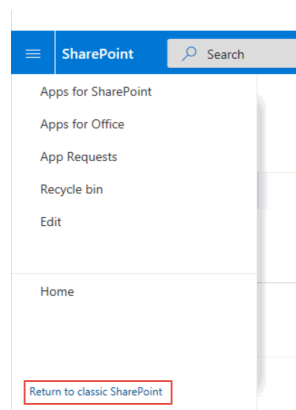 SharePoint
Search
Apps for SharePoint
Apps for Office
App Requests
Recycle bin
Edit
Home
Return to classic SharePoint